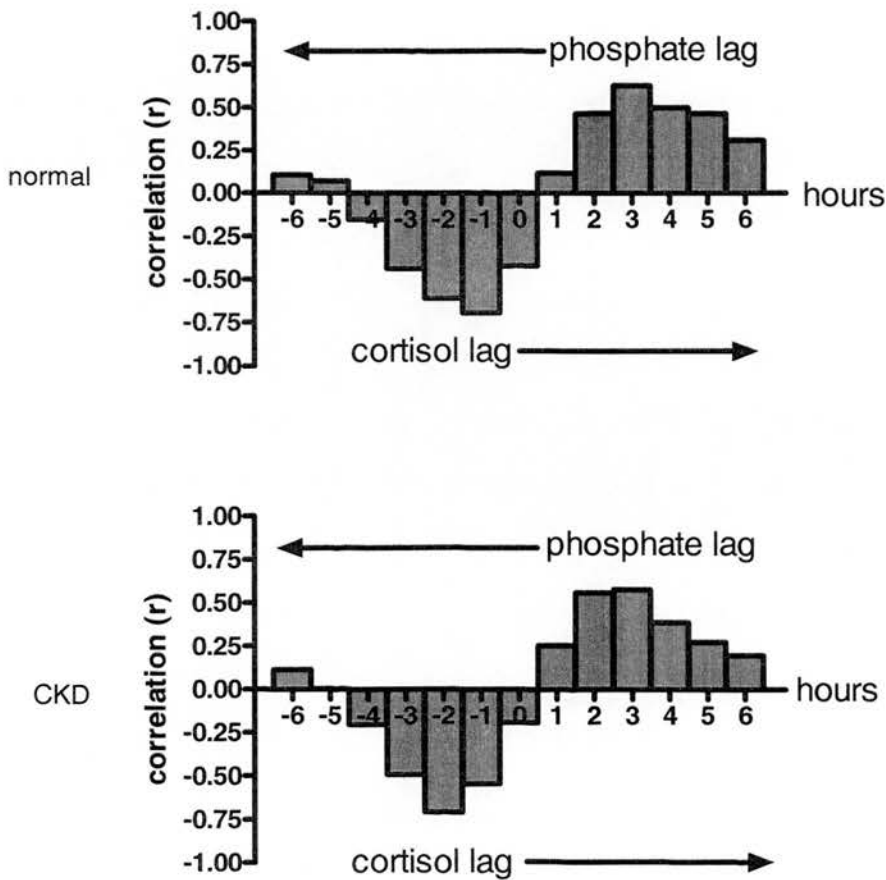 1.00
phosphate lag
0.75
0.50
0.25
normal
0.00
hours
-6 -5 -4 -3 -2 -1 0 1 2 3 4 5 6
-0.25
-0.50
-0.75
cortisol lag
-1.00
correlation (r)
1.00
phosphate lag
0.75
0.50
0.25
CKD
0.00
hours
-6 -5 -4 -3 -2 -1 0 1 2 3 4 5 6
-0.25
-0.50
-0.75
cortisol lag
-1.00
correlation (r)